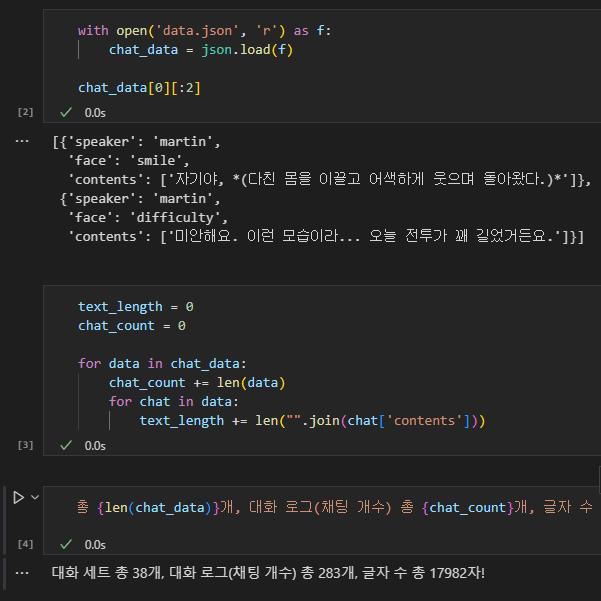 with open('data.json', 'r') as f:
chat_data = json.load(f)
chat_data[0][:2]
[2]
0.0s
[{'speaker': 'martin',
'face': 'smile',
'contents': ['자기야, *(다친 몸을 이끌고 어색하게 웃으며 돌아왔다.)*']},
{'speaker': 'martin',
'face': 'difficulty',
'contents': ['미안해요. 이런 모습이라... 오늘 전투가 꽤 길었거든요.']}]
text_length = 0
chat_count = 0
for data in chat_data:
chat_count += len(data)
for chat in data:
text_length += len("".join(chat['contents']))
[3]
0.0s
총 {len(chat_data)}개, 대화 로그(채팅 개수) 총 {chat_count}개, 글자 수
[4]
0.0s
대화 세트 총 38개, 대화 로그(채팅 개수) 총 283개, 글자 수 총 17982자!